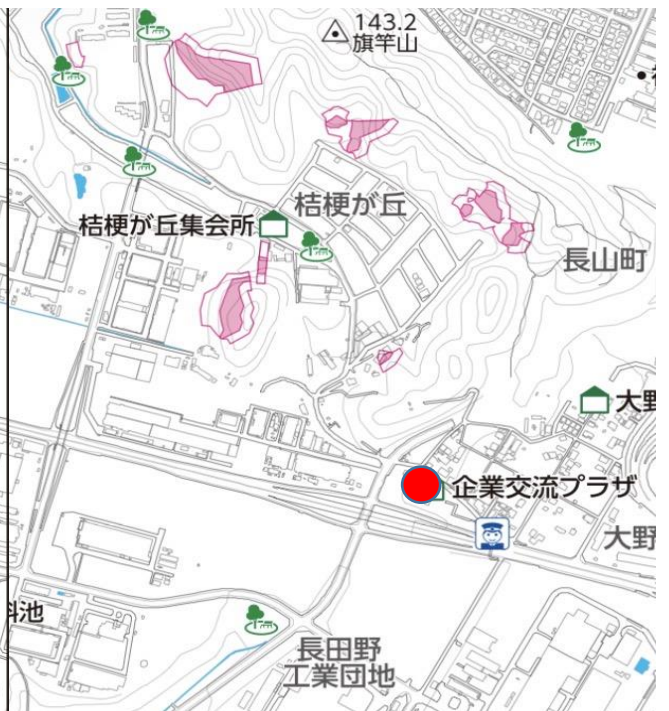 143.2
旗竿山
桔梗が丘
桔梗が丘集会所
長山町
大野
企業交流プラザ
大野
池
長田野
工業団地